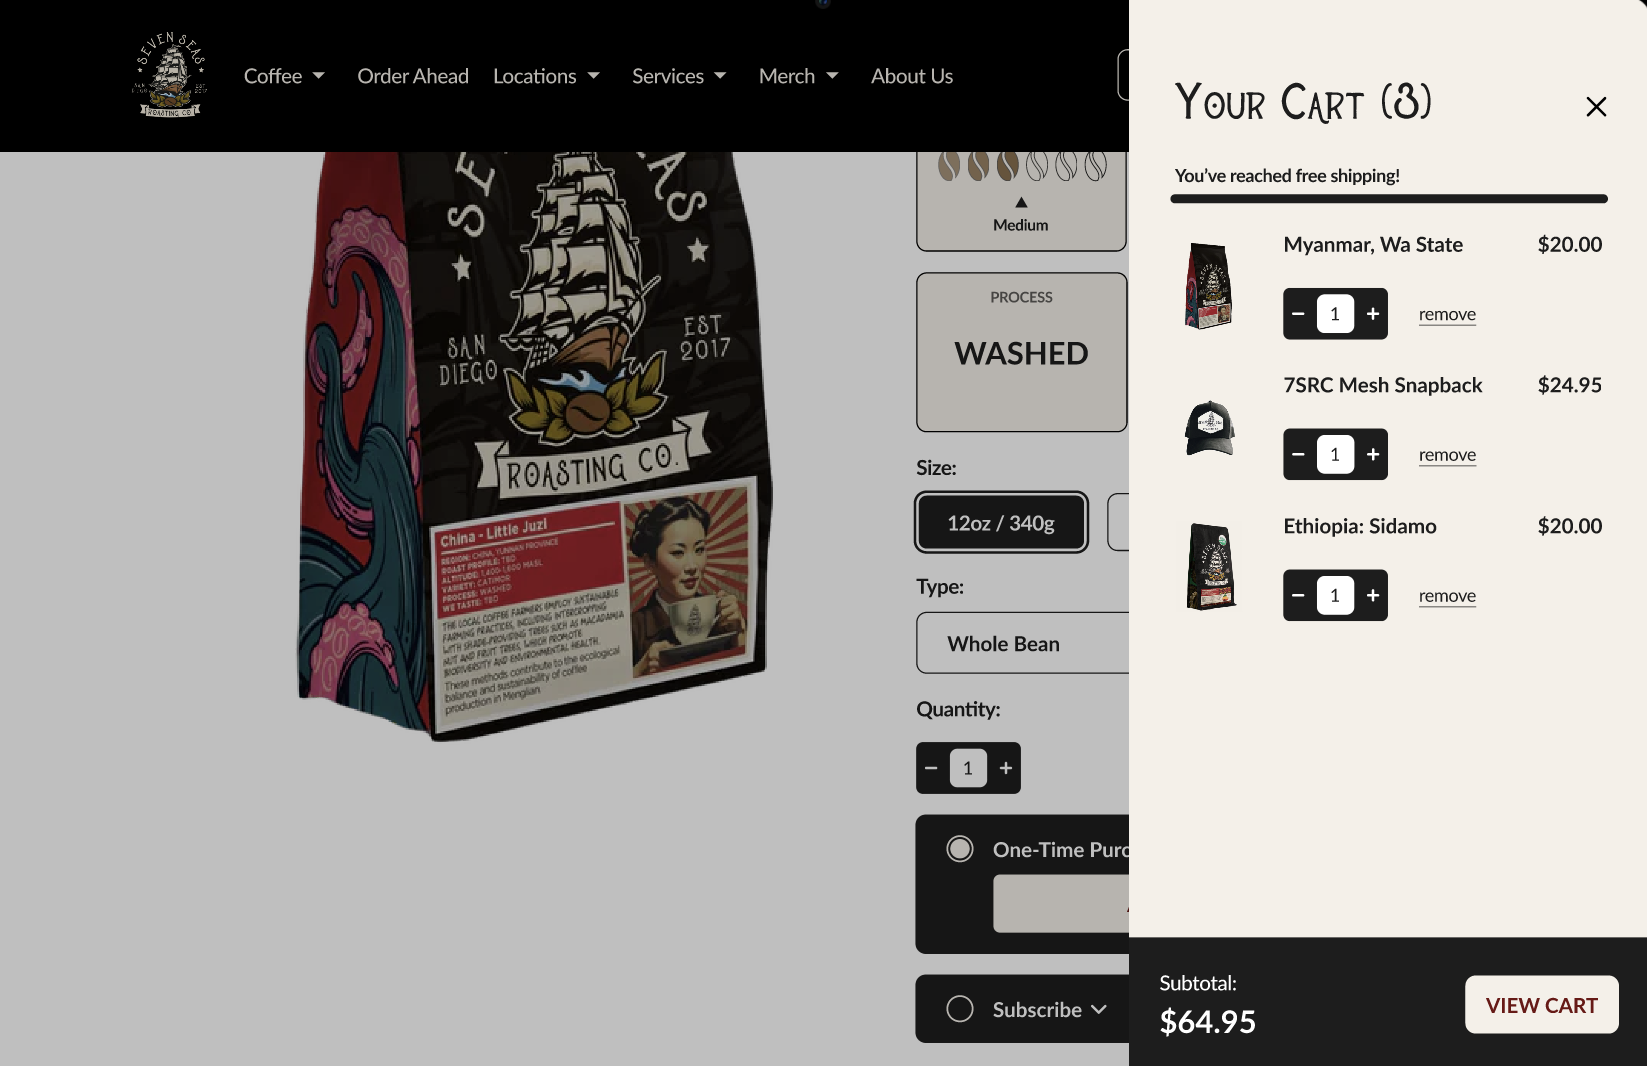 SEVEN SEAS
SAN DIEGO
EST. 2017
ROASTING CO
Coffee
Order Ahead
Locations
Services
Merch
About Us
SE
AS
SAN DIEGO
EST 2017
ROASTING CO.
China - Little Juzi
REGION: CHINA, YUNNAN PROVINCE
ROAST PROFILE: TBD
ALTITUDE: 1,400-1,600 MASL
VARIETY: CATIMOR
PROCESS: WASHED
WE TASTE: TBD
THE LOCAL COFFEE FARMERS EMPLOY SUSTAINABLE
FARMING PRACTICES, INCLUDING INTERCROPPING
WITH SHADE-PROVIDING TREES SUCH AS MACADAMIA
NUT AND FRUIT TREES, WHICH PROMOTE
BIODIVERSITY AND ENVIRONMENTAL HEALTH.
These methods contribute to the ecological
balance and sustainability of coffee
production in Menglian.
Medium
PROCESS
WASHED
Size:
12oz / 340g
Type:
Whole Bean
Quantity:
1
One-Time Purc
Subscribe
Your Cart (3)
You've reached free shipping!
Myanmar, Wa State $20.00
1 remove
7SRC Mesh Snapback $24.95
1 remove
Ethiopia: Sidamo $20.00
1 remove
Subtotal:
$64.95
VIEW CART